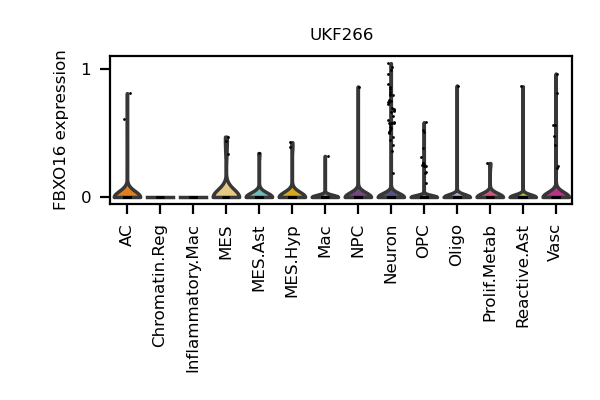 UKF266
FBXO16 expression
1
0
AC
Chromatin.Reg
Inflammatory.Mac
MES
MES.Ast
MES.Hyp
Mac
NPC
Neuron
OPC
Oligo
Prolif.Metab
Reactive.Ast
Vasc